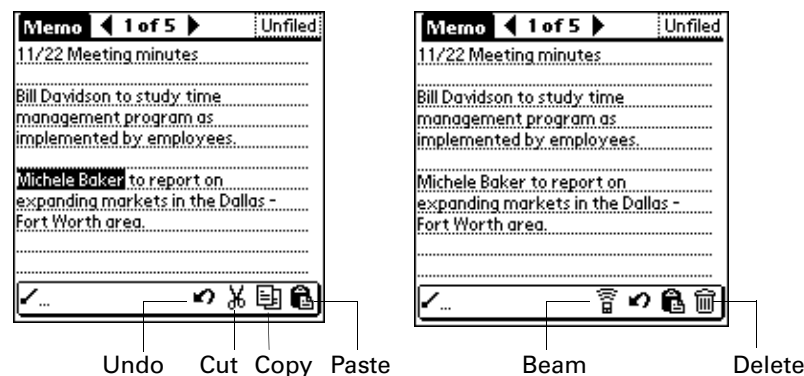 Memo 1 of 5 Unfiled
11/22 Meeting minutes
Bill Davidson to study time
management program as
implemented by employees.
Michele Baker to report on
expanding markets in the Dallas -
Fort Worth area.
...
Undo Cut Copy Paste
Memo 1 of 5 Unfiled
11/22 Meeting minutes
Bill Davidson to study time
management program as
implemented by employees.
Michele Baker to report on
expanding markets in the Dallas -
Fort Worth area.
...
Beam Delete